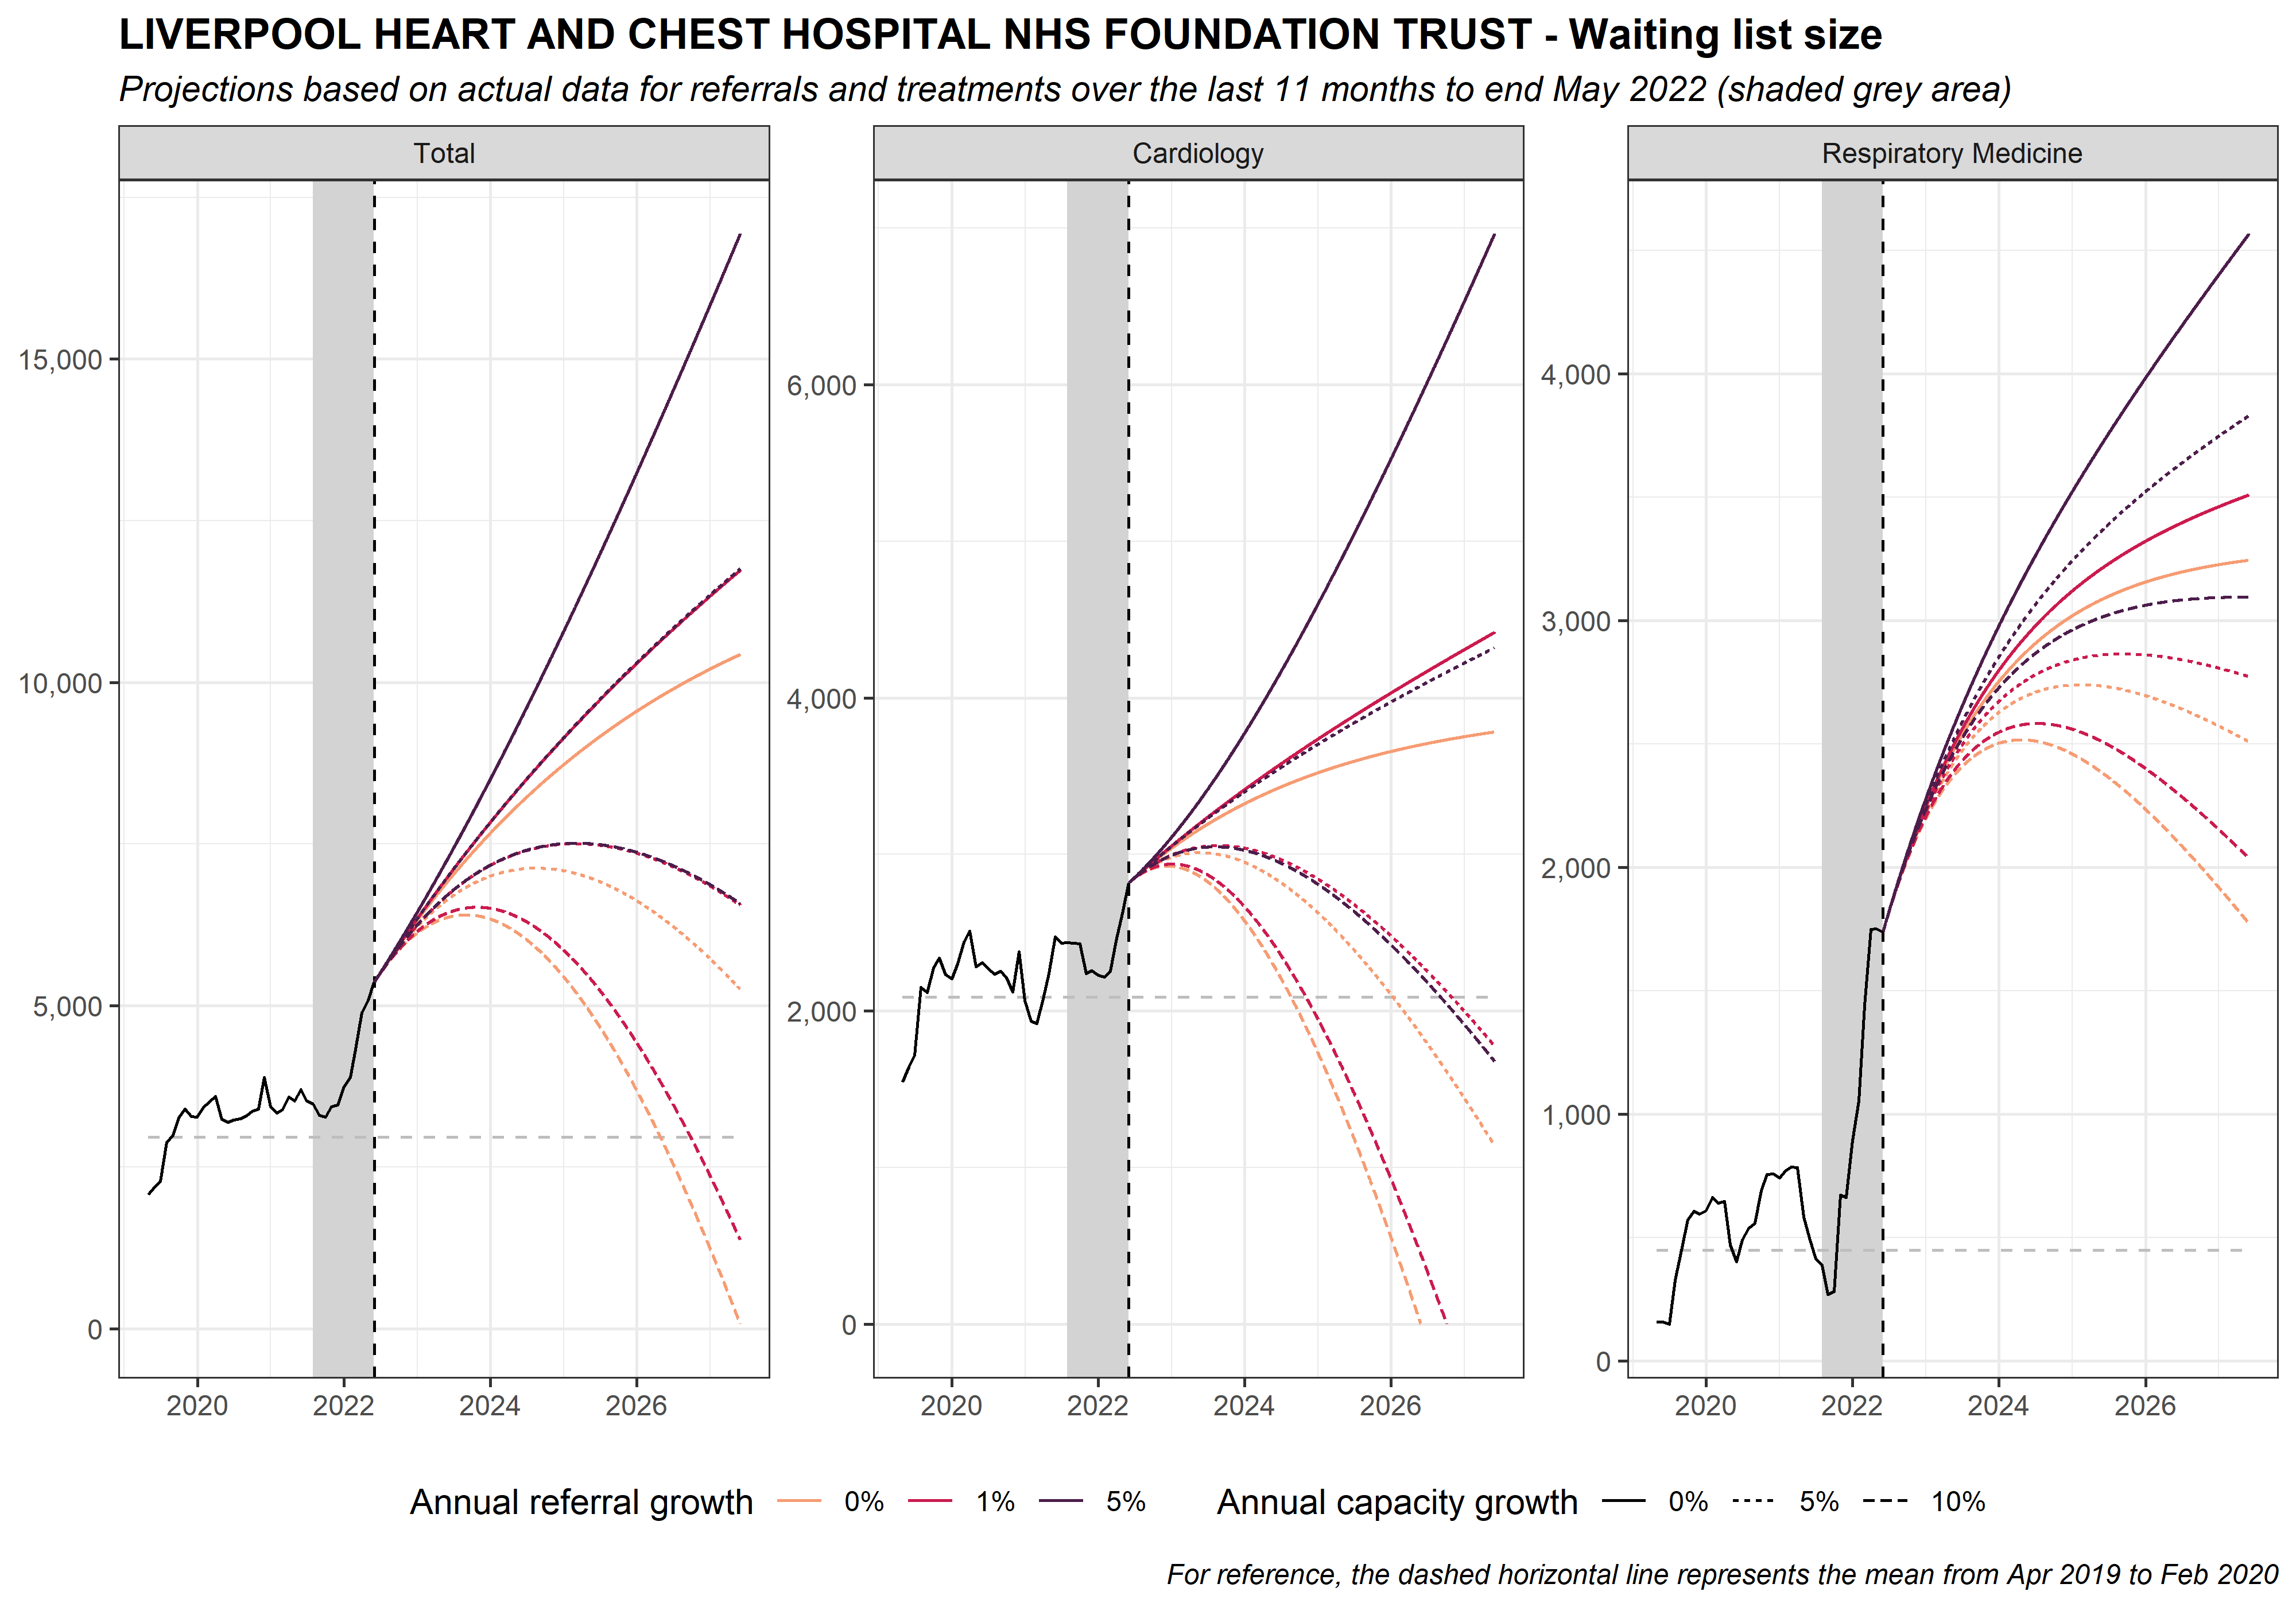 LIVERPOOL HEART AND CHEST HOSPITAL NHS FOUNDATION TRUST - Waiting list size
Projections based on actual data for referrals and treatments over the last 11 months to end May 2022 (shaded grey area)
Total
15,000
10,000
5,000
0
2020 2022 2024 2026
Cardiology
6,000
4,000
2,000
0
2020 2022 2024 2026
Respiratory Medicine
4,000
3,000
2,000
1,000
0
2020 2022 2024 2026
Annual referral growth 0% 1% 5% Annual capacity growth 0% 5% 10%
For reference, the dashed horizontal line represents the mean from Apr 2019 to Feb 2020